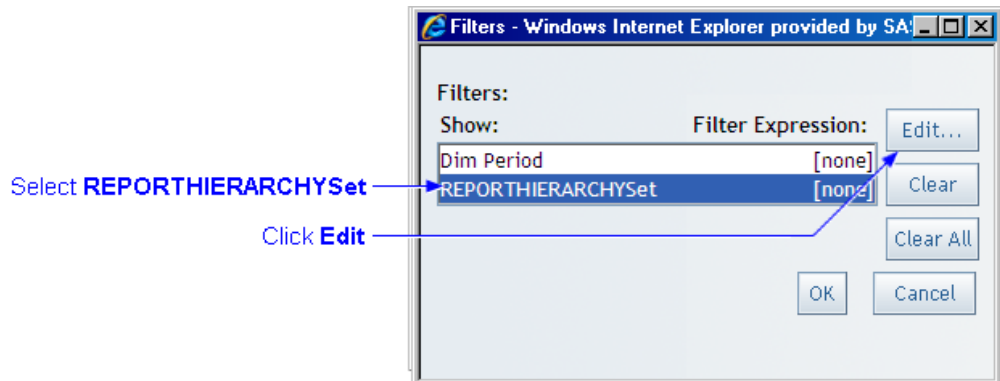 Filters - Windows Internet Explorer provided by SAS
Filters:
Show: Filter Expression: Edit...
Dim Period [none]
Select REPORTHIERARCHYSet REPORTHIERARCHYSet [none] Clear
Click Edit Clear All
OK Cancel